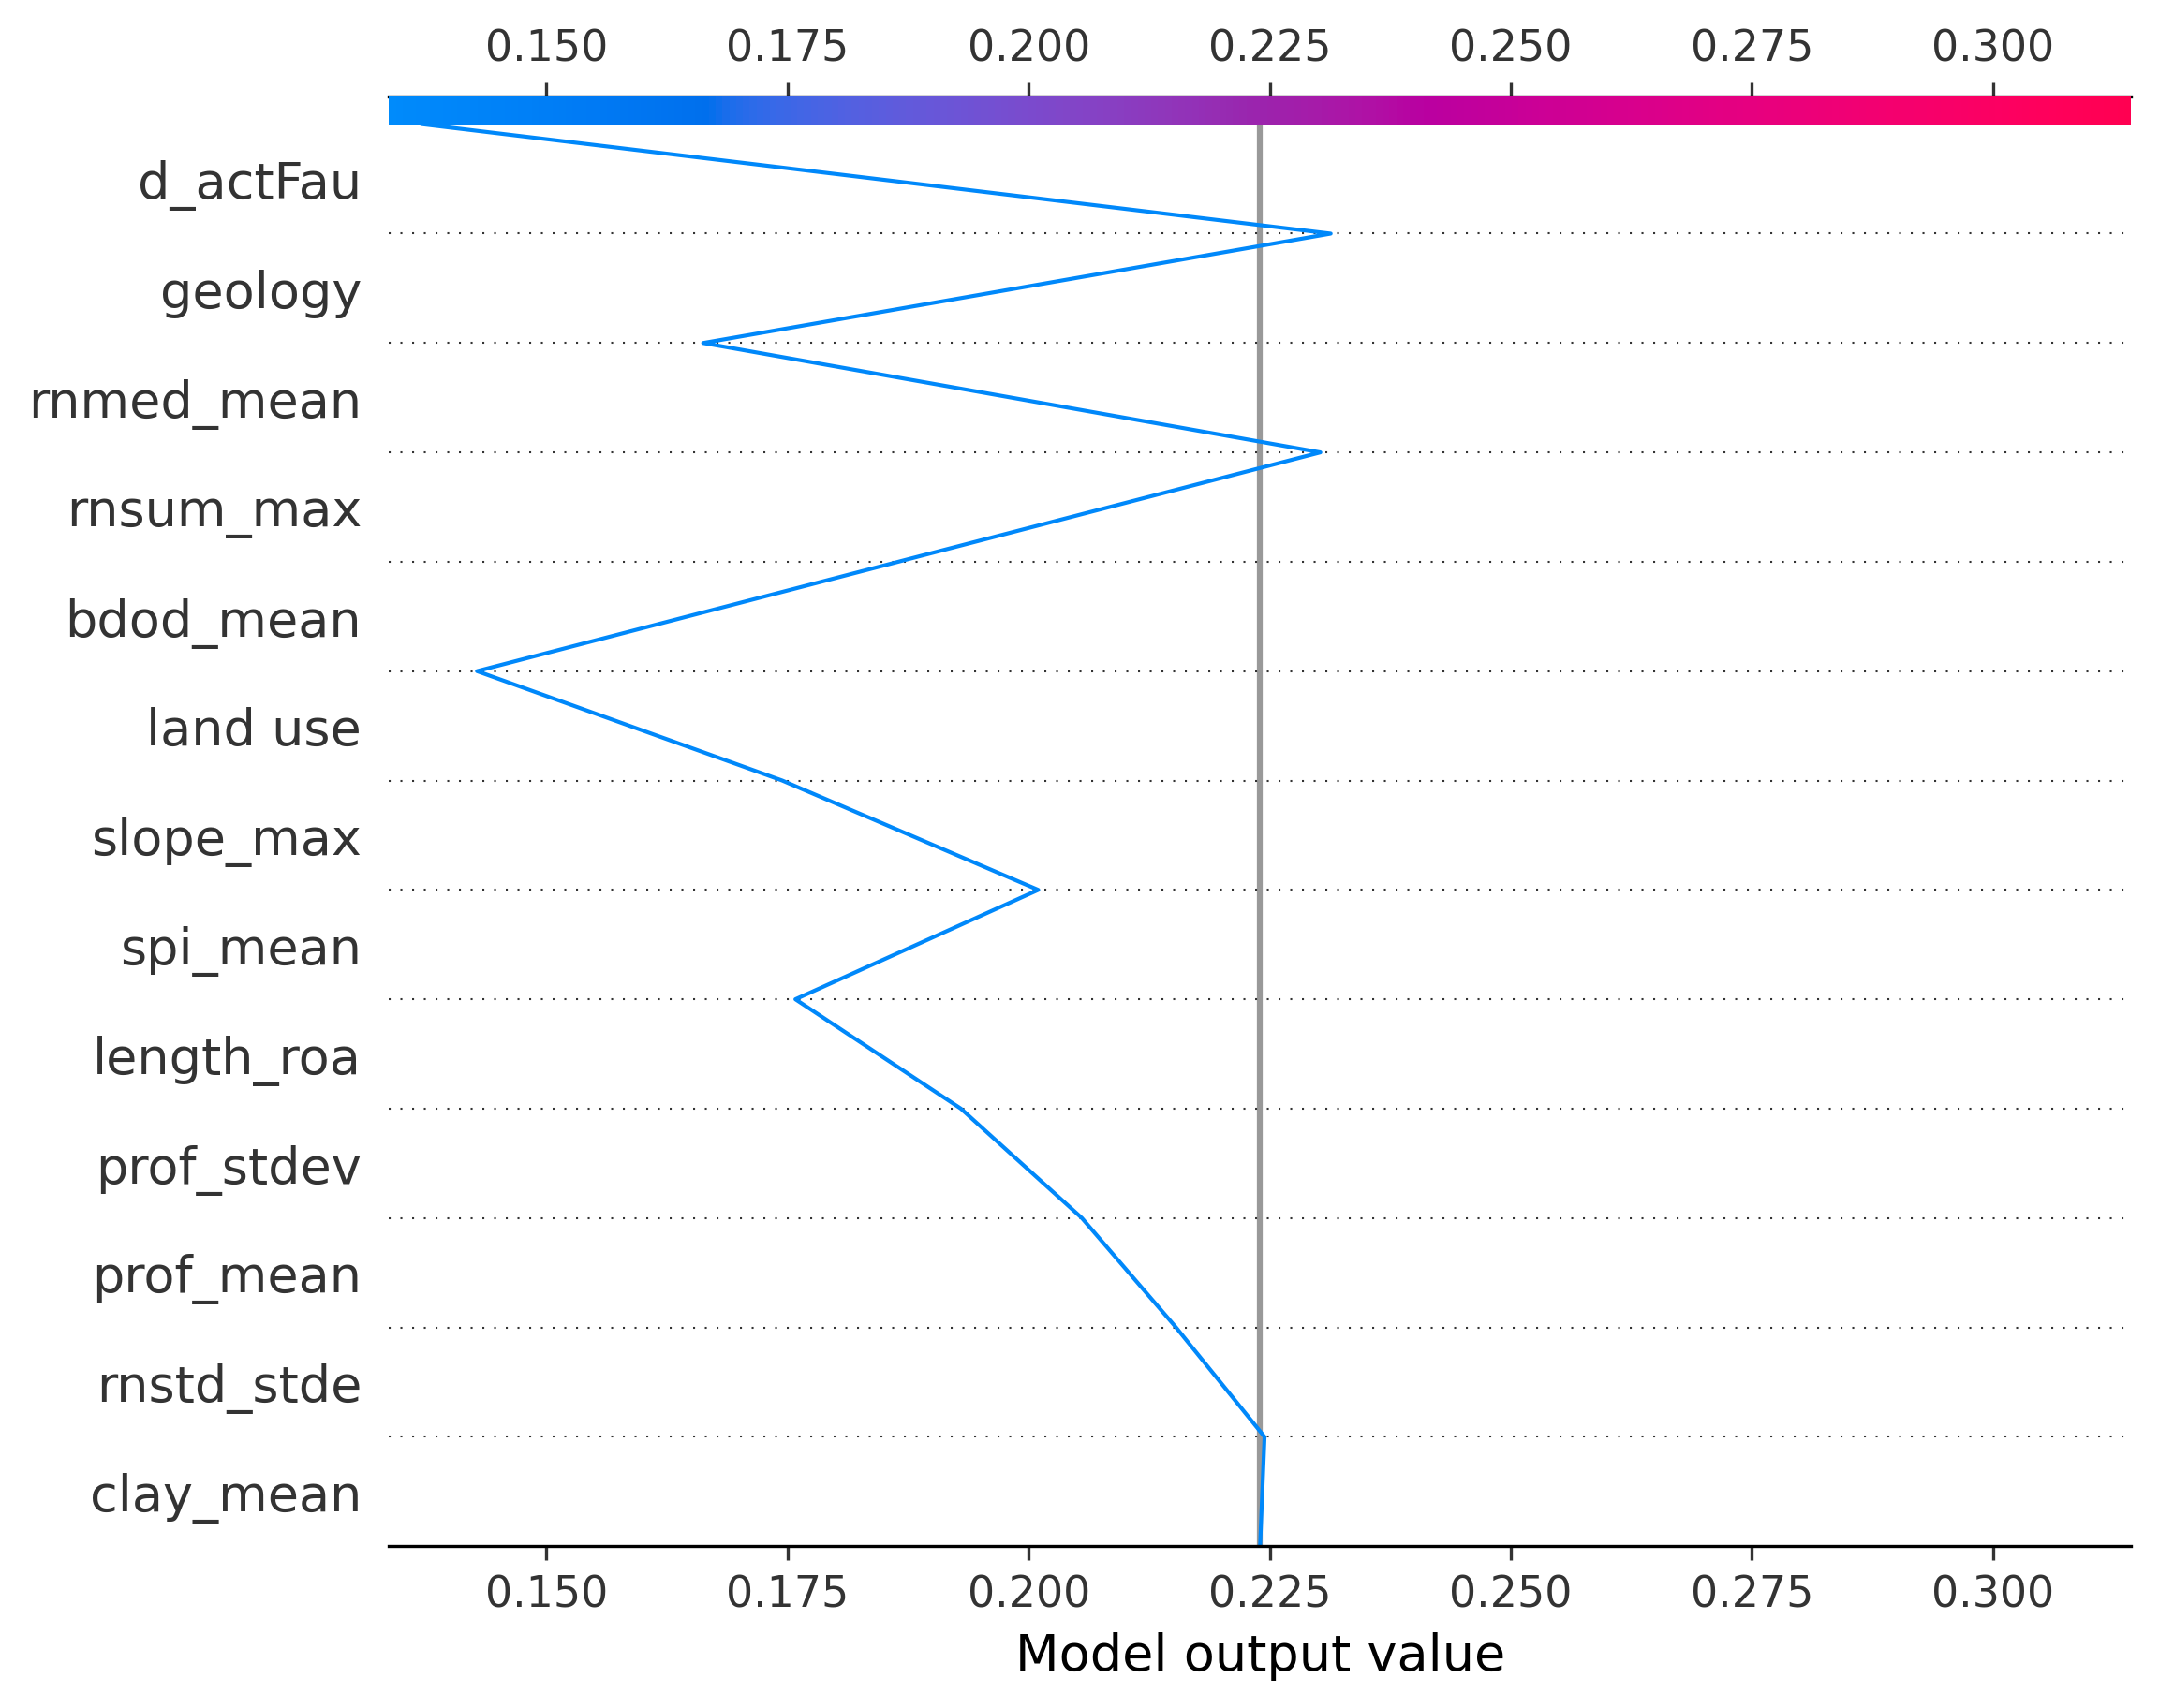 0.150 0.175 0.200 0.225 0.250 0.275 0.300
d_actFau
geology
rnmed_mean
rnsum_max
bdod_mean
land use
slope_max
spi_mean
length_roa
prof_stdev
prof_mean
rnstd_stde
clay_mean
0.150 0.175 0.200 0.225 0.250 0.275 0.300
Model output value